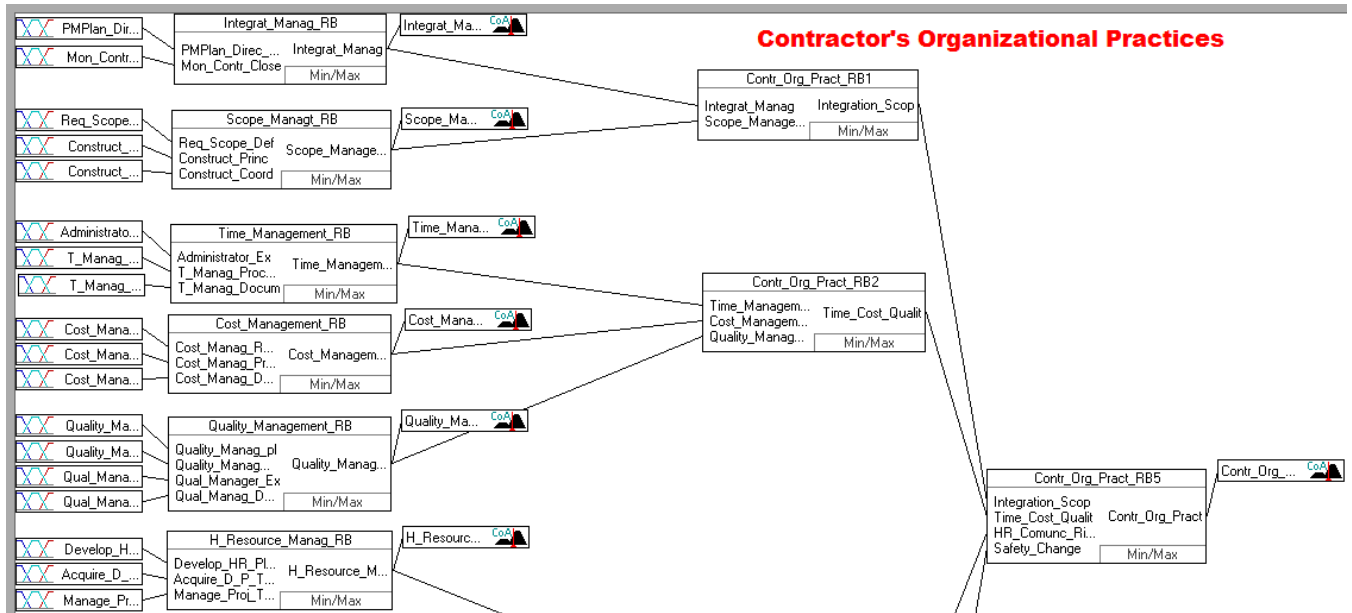 Contractor's Organizational Practices
PMPlan_Dir...
Mon_Contr...
Integrat_Manag_RB
PMPlan_Direc_...
Mon_Contr_Close
Integrat_Manag
Min/Max
Integrat_Ma...
CoA
Req_Scope...
Construct_...
Construct_...
Scope_Managt_RB
Req_Scope_Def
Construct_Princ
Construct_Coord
Scope_Manage...
Min/Max
Scope_Ma...
CoA
Contr_Org_Pract_RB1
Integrat_Manag
Scope_Manage...
Integration_Scop
Min/Max
Administrato...
T_Manag_...
T_Manag_...
Time_Management_RB
Administrator_Ex
T_Manag_Proc...
T_Manag_Docum
Time_Managem...
Min/Max
Time_Mana...
CoA
Cost_Mana...
Cost_Mana...
Cost_Mana...
Cost_Management_RB
Cost_Manag_R...
Cost_Manag_Pr...
Cost_Manag_D...
Cost_Managem...
Min/Max
Cost_Mana...
CoA
Contr_Org_Pract_RB2
Time_Managem...
Cost_Managem...
Quality_Manag...
Time_Cost_Qualit
Min/Max
Quality_Ma...
Quality_Ma...
Qual_Mana...
Qual_Mana...
Quality_Management_RB
Quality_Manag_pl
Quality_Manag...
Qual_Manager_Ex
Qual_Manag_D...
Quality_Manag...
Min/Max
Quality_Ma...
CoA
Develop_H...
Acquire_D_...
Manage_Pr...
H_Resource_Manag_RB
Develop_HR_Pl...
Acquire_D_P_T...
Manage_Proj_T...
H_Resource_M...
Min/Max
H_Resourc...
CoA
Contr_Org_Pract_RB5
Integration_Scop
Time_Cost_Qualit
HR_Comunc_Ri...
Safety_Change
Contr_Org_Pract
Min/Max
Contr_Org_...
CoA